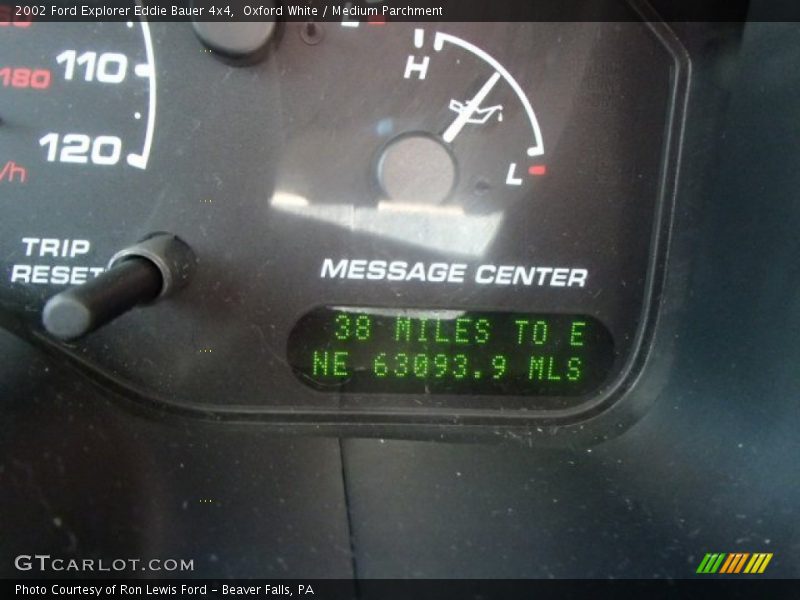 2002 Ford Explorer Eddie Bauer 4x4,  Oxford White / Medium Parchment
110
180
120
H
L
TRIP
RESET
MESSAGE CENTER
38 MILES TO E
NE 63093.9 MLS
GTCARLOT.COM
Photo Courtesy of Ron Lewis Ford - Beaver Falls, PA